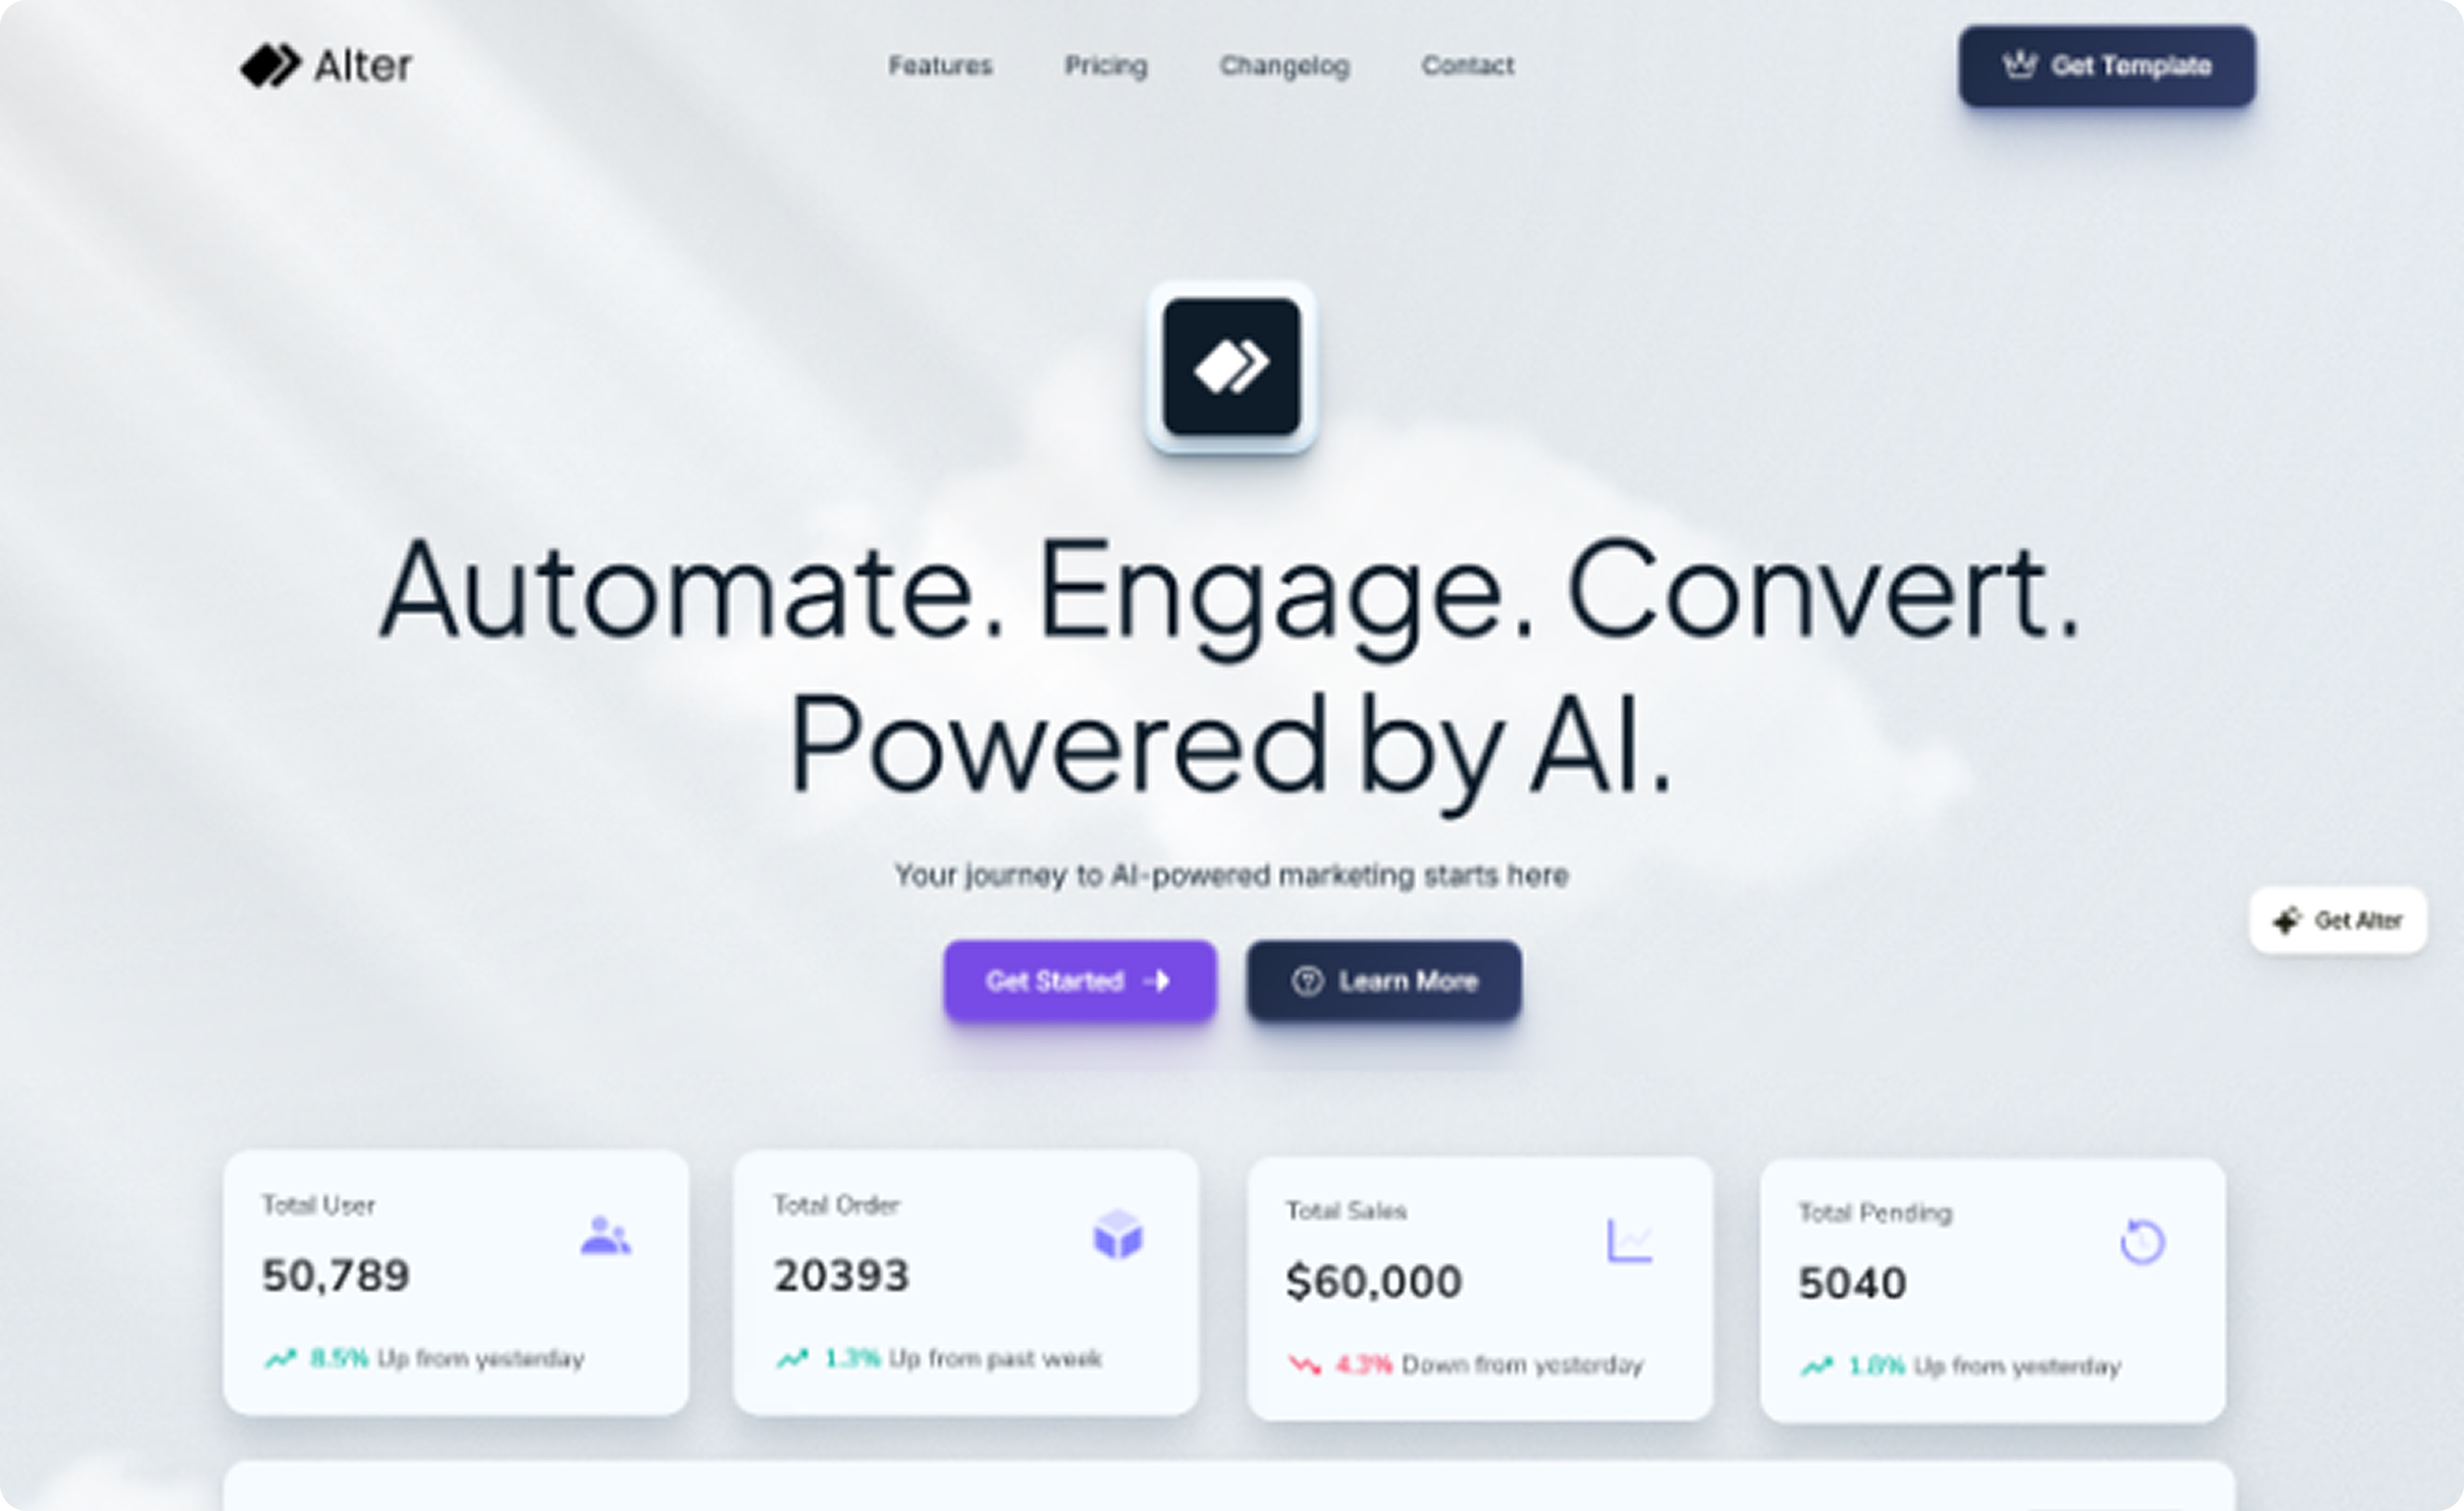 Alter
Features
Pricing
Changelog
Contact
Get Template
Automate. Engage. Convert.
Powered by AI.
Your journey to AI-powered marketing starts here
Get Started
Learn More
Get Alter
Total User
50,789
8.5% Up from yesterday
Total Order
20393
1.3% Up from past week
Total Sales
$60,000
4.3% Down from yesterday
Total Pending
5040
1.8% Up from yesterday